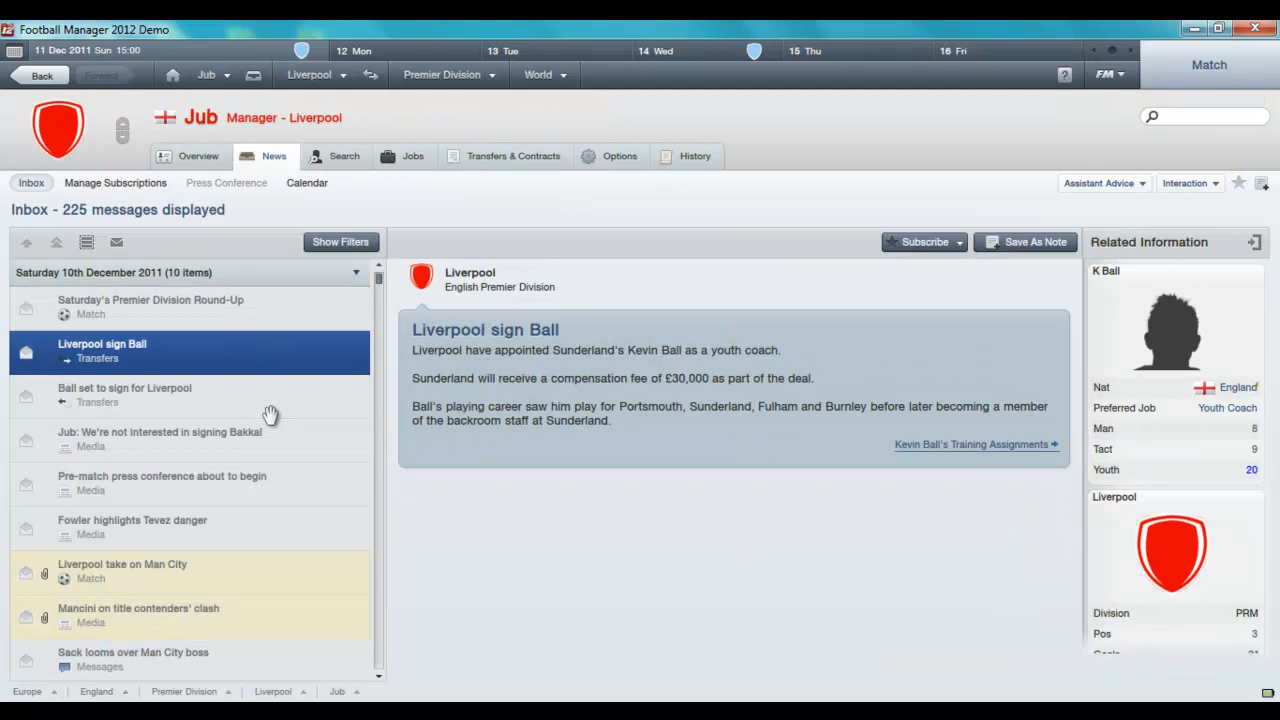 Football Manager 2012 Demo
11 Dec 2011 Sun 15:00 12 Mon 13 Tue 14 Wed 15 Thu 16 Fri
Match
Back Forward Jub Liverpool Premier Division World ? FM
Jub Manager - Liverpool
Overview News Search Jobs Transfers & Contracts Options History
Inbox Manage Subscriptions Press Conference Calendar Assistant Advice Interaction
Inbox - 225 messages displayed
Show Filters
Saturday 10th December 2011 (10 items)
Saturday's Premier Division Round-Up
Match
Liverpool sign Ball
Transfers
Ball set to sign for Liverpool
Transfers
Jub: We're not interested in signing Bakkal
Media
Pre-match press conference about to begin
Media
Fowler highlights Tevez danger
Media
Liverpool take on Man City
Match
Mancini on title contenders' clash
Media
Sack looms over Man City boss
Messages
Subscribe Save As Note
Liverpool
English Premier Division
Liverpool sign Ball
Liverpool have appointed Sunderland's Kevin Ball as a youth coach.
Sunderland will receive a compensation fee of £30,000 as part of the deal.
Ball's playing career saw him play for Portsmouth, Sunderland, Fulham and Burnley before later becoming a member
of the backroom staff at Sunderland.
Kevin Ball's Training Assignments
Related Information
K Ball
Nat England
Preferred Job Youth Coach
Man 8
Tact 9
Youth 20
Liverpool
Division PRM
Pos 3
Europe England Premier Division Liverpool Jub